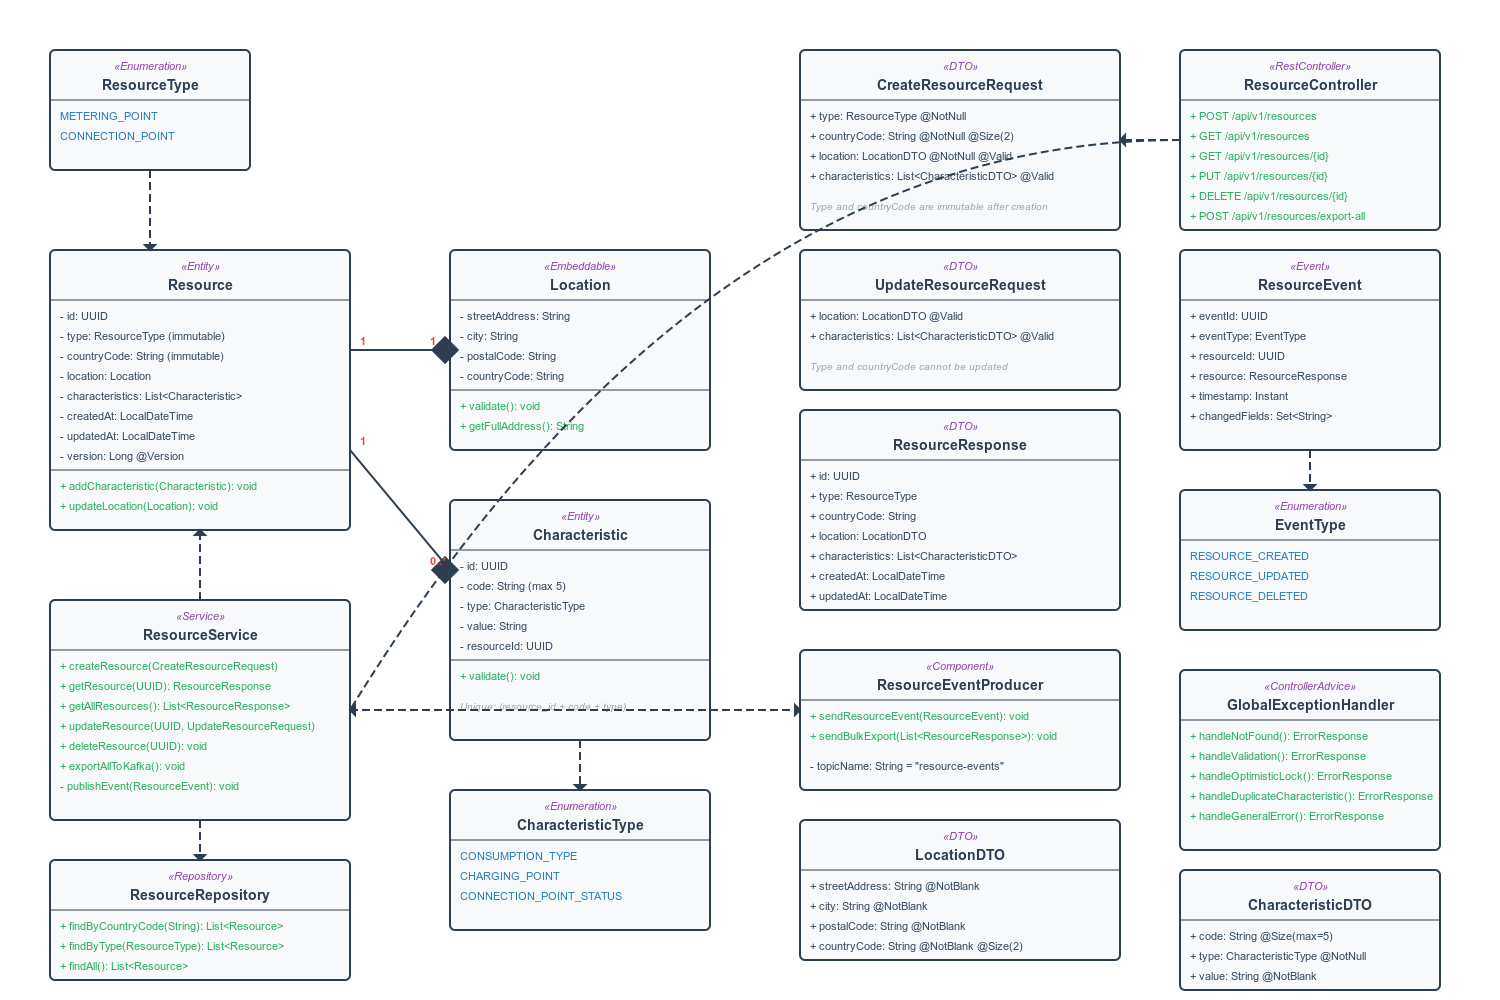 «Enumeration»
ResourceType
METERING_POINT
CONNECTION_POINT
«Entity»
Resource
- id: UUID
- type: ResourceType (immutable)
- countryCode: String (immutable)
- location: Location
- characteristics: List<Characteristic>
- createdAt: LocalDateTime
- updatedAt: LocalDateTime
- version: Long @Version
+ addCharacteristic(Characteristic): void
+ updateLocation(Location): void
1
1
1
«Service»
ResourceService
+ createResource(CreateResourceRequest)
+ getResource(UUID): ResourceResponse
+ getAllResources(): List<ResourceResponse>
+ updateResource(UUID, UpdateResourceRequest)
+ deleteResource(UUID): void
+ exportAllToKafka(): void
- publishEvent(ResourceEvent): void
«Repository»
ResourceRepository
+ findByCountryCode(String): List<Resource>
+ findByType(ResourceType): List<Resource>
+ findAll(): List<Resource>
«Embeddable»
Location
- streetAddress: String
- city: String
- postalCode: String
- countryCode: String
+ validate(): void
+ getFullAddress(): String
«Entity»
Characteristic
- id: UUID
- code: String (max 5)
- type: CharacteristicType
- value: String
- resourceId: UUID
+ validate(): void
Unique: (resource_id + code + type)
«Enumeration»
CharacteristicType
CONSUMPTION_TYPE
CHARGING_POINT
CONNECTION_POINT_STATUS
«DTO»
CreateResourceRequest
+ type: ResourceType @NotNull
+ countryCode: String @NotNull @Size(2)
+ location: LocationDTO @NotNull @Valid
+ characteristics: List<CharacteristicDTO> @Valid
Type and countryCode are immutable after creation
«DTO»
UpdateResourceRequest
+ location: LocationDTO @Valid
+ characteristics: List<CharacteristicDTO> @Valid
Type and countryCode cannot be updated
«DTO»
ResourceResponse
+ id: UUID
+ type: ResourceType
+ countryCode: String
+ location: LocationDTO
+ characteristics: List<CharacteristicDTO>
+ createdAt: LocalDateTime
+ updatedAt: LocalDateTime
«Component»
ResourceEventProducer
+ sendResourceEvent(ResourceEvent): void
+ sendBulkExport(List<ResourceResponse>): void
- topicName: String = "resource-events"
«DTO»
LocationDTO
+ streetAddress: String @NotBlank
+ city: String @NotBlank
+ postalCode: String @NotBlank
+ countryCode: String @NotBlank @Size(2)
«RestController»
ResourceController
+ POST /api/v1/resources
+ GET /api/v1/resources
+ GET /api/v1/resources/{id}
+ PUT /api/v1/resources/{id}
+ DELETE /api/v1/resources/{id}
+ POST /api/v1/resources/export-all
«Event»
ResourceEvent
+ eventId: UUID
+ eventType: EventType
+ resourceId: UUID
+ resource: ResourceResponse
+ timestamp: Instant
+ changedFields: Set<String>
«Enumeration»
EventType
RESOURCE_CREATED
RESOURCE_UPDATED
RESOURCE_DELETED
«ControllerAdvice»
GlobalExceptionHandler
+ handleNotFound(): ErrorResponse
+ handleValidation(): ErrorResponse
+ handleOptimisticLock(): ErrorResponse
+ handleDuplicateCharacteristic(): ErrorResponse
+ handleGeneralError(): ErrorResponse
«DTO»
CharacteristicDTO
+ code: String @Size(max=5)
+ type: CharacteristicType @NotNull
+ value: String @NotBlank